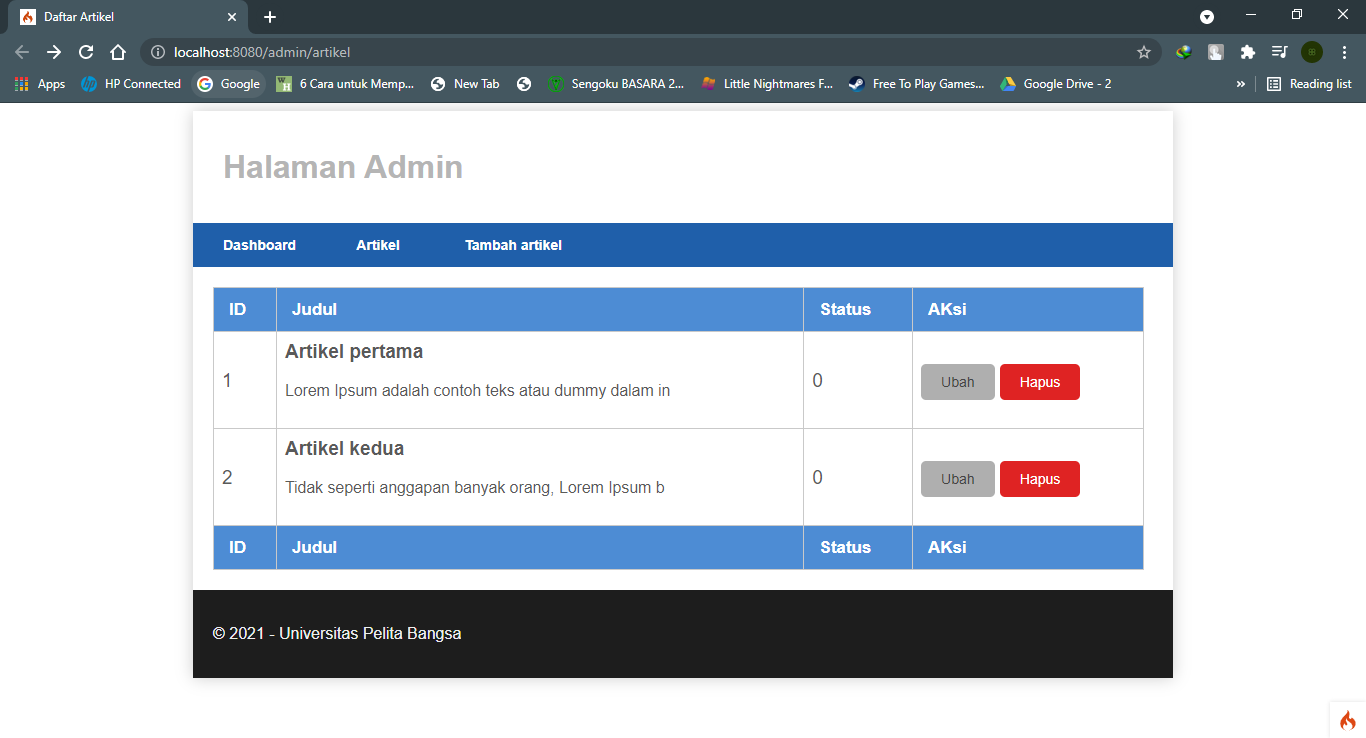 Daftar Artikel
localhost:8080/admin/artikel
Apps HP Connected Google 6 Cara untuk Memp... New Tab Sengoku BASARA 2... Little Nightmares F... Free To Play Games... Google Drive - 2 » Reading list
Halaman Admin
Dashboard Artikel Tambah artikel
ID Judul Status AKsi
Artikel pertama
1 0 Ubah Hapus
Lorem Ipsum adalah contoh teks atau dummy dalam in
Artikel kedua
2 0 Ubah Hapus
Tidak seperti anggapan banyak orang, Lorem Ipsum b
ID Judul Status AKsi
© 2021 - Universitas Pelita Bangsa